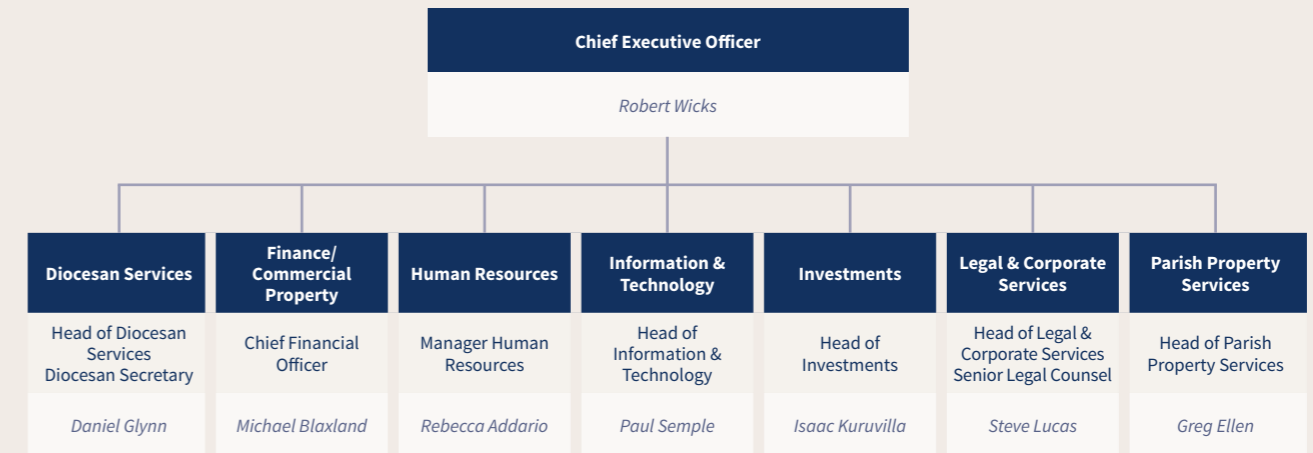 Chief Executive Officer
Robert Wicks
Diocesan Services
Finance/
Commercial
Property
Human Resources
Information &
Technology
Investments
Legal & Corporate
Services
Parish Property
Services
Head of Diocesan
Services
Diocesan Secretary
Chief Financial
Officer
Manager Human
Resources
Head of
Information &
Technology
Head of
Investments
Head of Legal &
Corporate Services
Senior Legal Counsel
Head of Parish
Property Services
Daniel Glynn
Michael Blaxland
Rebecca Addario
Paul Semple
Isaac Kuruvilla
Steve Lucas
Greg Ellen